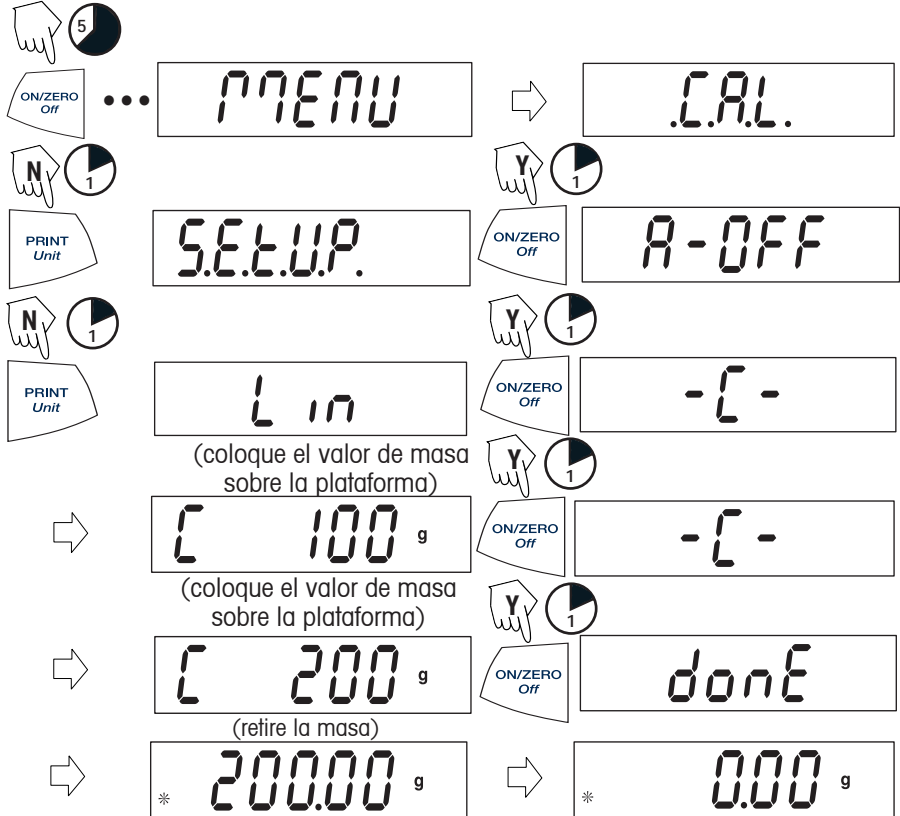 5
ON/ZERO
Off
MENU
.C.A.L.
N
1
Y
1
PRINT
Unit
S.E.t.U.P.
ON/ZERO
Off
A-OFF
N
1
Y
1
PRINT
Unit
Lin
ON/ZERO
Off
-C-
(coloque el valor de masa
sobre la plataforma)
Y
1
C 100 g
ON/ZERO
Off
-C-
(coloque el valor de masa
sobre la plataforma)
Y
1
C 200 g
ON/ZERO
Off
donE
(retire la masa)
* 200.00 g
* 0.00 g